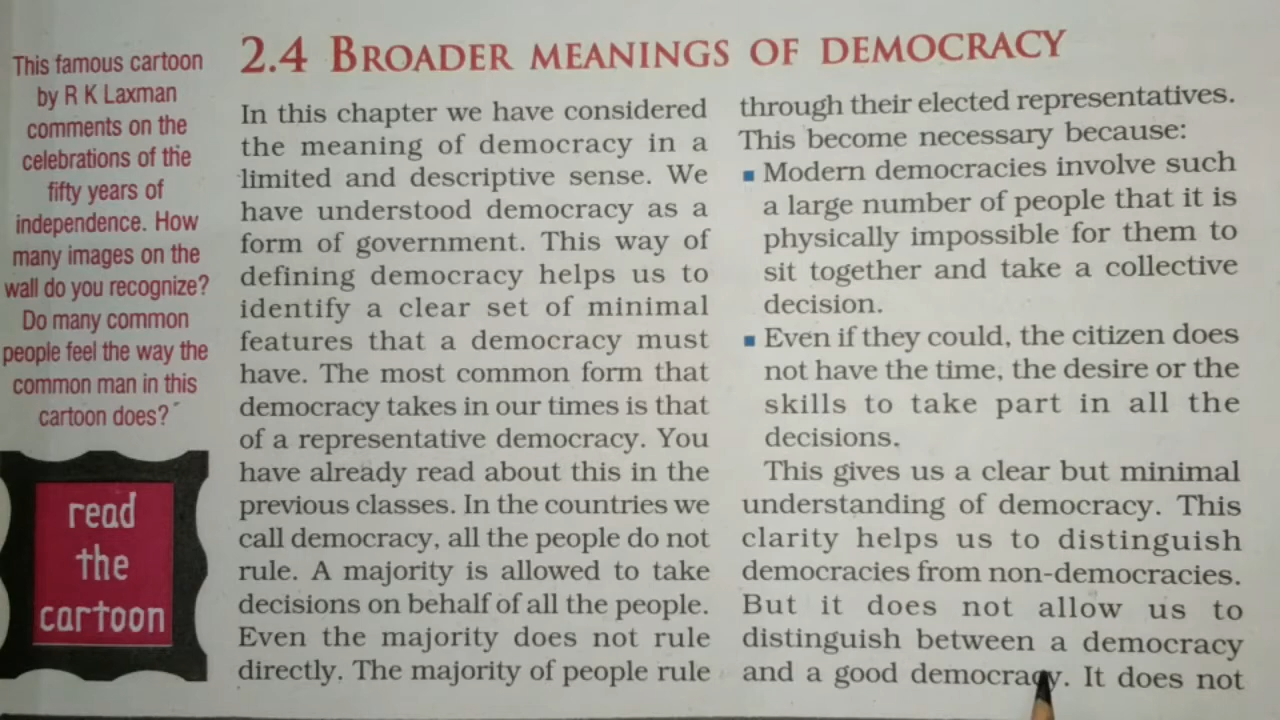 This famous cartoon
by R K Laxman
comments on the
celebrations of the
fifty years of
independence. How
many images on the
wall do you recognize?
Do many common
people feel the way the
common man in this
cartoon does?
read
the
cartoon
2.4 BROADER MEANINGS OF DEMOCRACY
In this chapter we have considered
the meaning of democracy in a
limited and descriptive sense. We
have understood democracy as a
form of government. This way of
defining democracy helps us to
identify a clear set of minimal
features that a democracy must
have. The most common form that
democracy takes in our times is that
of a representative democracy. You
have already read about this in the
previous classes. In the countries we
call democracy, all the people do not
rule. A majority is allowed to take
decisions on behalf of all the people.
Even the majority does not rule
directly. The majority of people rule
through their elected representatives.
This become necessary because:
▪ Modern democracies involve such
a large number of people that it is
physically impossible for them to
sit together and take a collective
decision.
▪ Even if they could, the citizen does
not have the time, the desire or the
skills to take part in all the
decisions.
This gives us a clear but minimal
understanding of democracy. This
clarity helps us to distinguish
democracies from non-democracies.
But it does not allow us to
distinguish between a democracy
and a good democracy. It does not